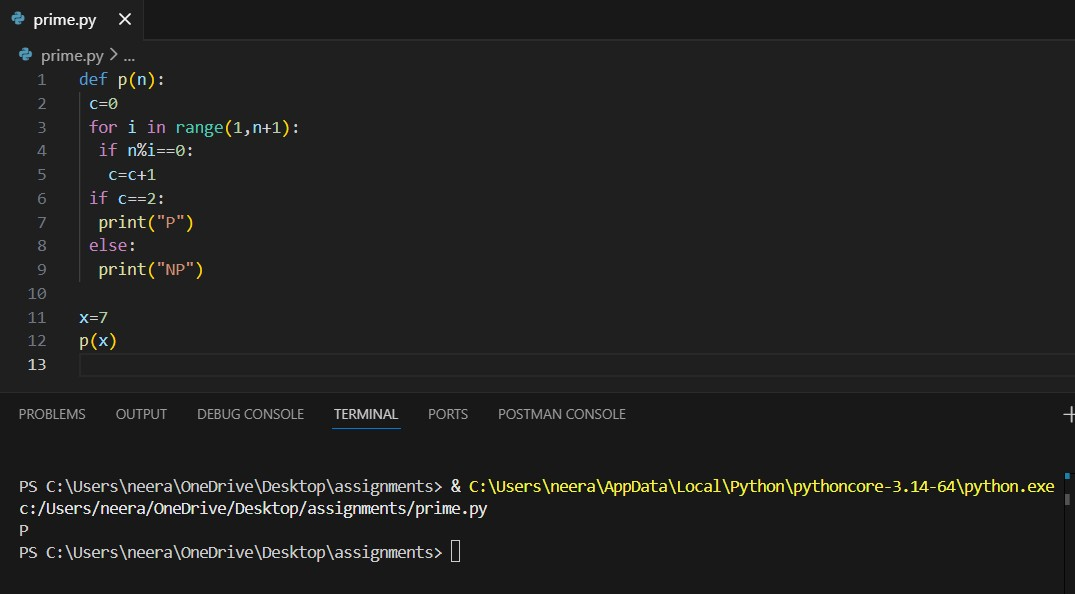 prime.py ×
prime.py > ...
1 def p(n):
2  c=0
3  for i in range(1,n+1):
4   if n%i==0:
5    c=c+1
6  if c==2:
7   print("P")
8  else:
9   print("NP")
10
11 x=7
12 p(x)
13
PROBLEMS OUTPUT DEBUG CONSOLE TERMINAL PORTS POSTMAN CONSOLE +
PS C:\Users\neera\OneDrive\Desktop\assignments> & C:\Users\neera\AppData\Local\Python\pythoncore-3.14-64\python.exe
c:/Users/neera/OneDrive/Desktop/assignments/prime.py
P
PS C:\Users\neera\OneDrive\Desktop\assignments>